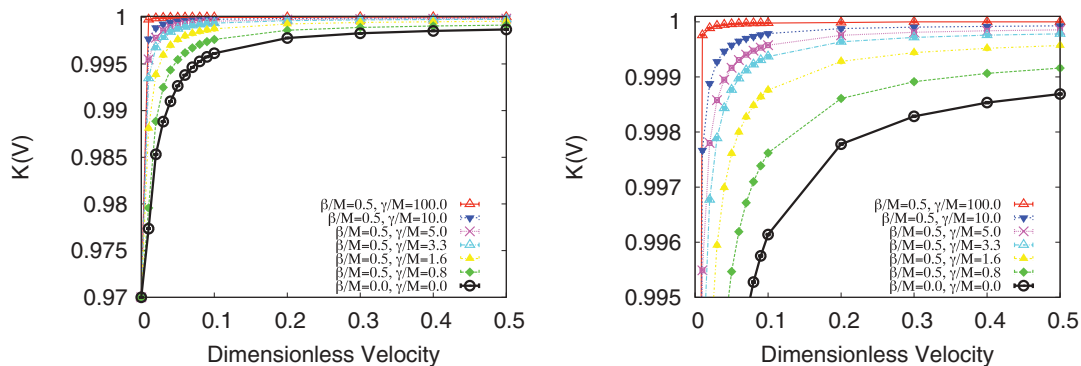 1
0.995
0.99
0.985
0.98
0.975
0.97
K(V)
β/M=0.5, γ/M=100.0
β/M=0.5, γ/M=10.0
β/M=0.5, γ/M=5.0
β/M=0.5, γ/M=3.3
β/M=0.5, γ/M=1.6
β/M=0.5, γ/M=0.8
β/M=0.0, γ/M=0.0
0 0.1 0.2 0.3 0.4 0.5
Dimensionless Velocity
1
0.999
0.998
0.997
0.996
0.995
K(V)
β/M=0.5, γ/M=100.0
β/M=0.5, γ/M=10.0
β/M=0.5, γ/M=5.0
β/M=0.5, γ/M=3.3
β/M=0.5, γ/M=1.6
β/M=0.5, γ/M=0.8
β/M=0.0, γ/M=0.0
0 0.1 0.2 0.3 0.4 0.5
Dimensionless Velocity